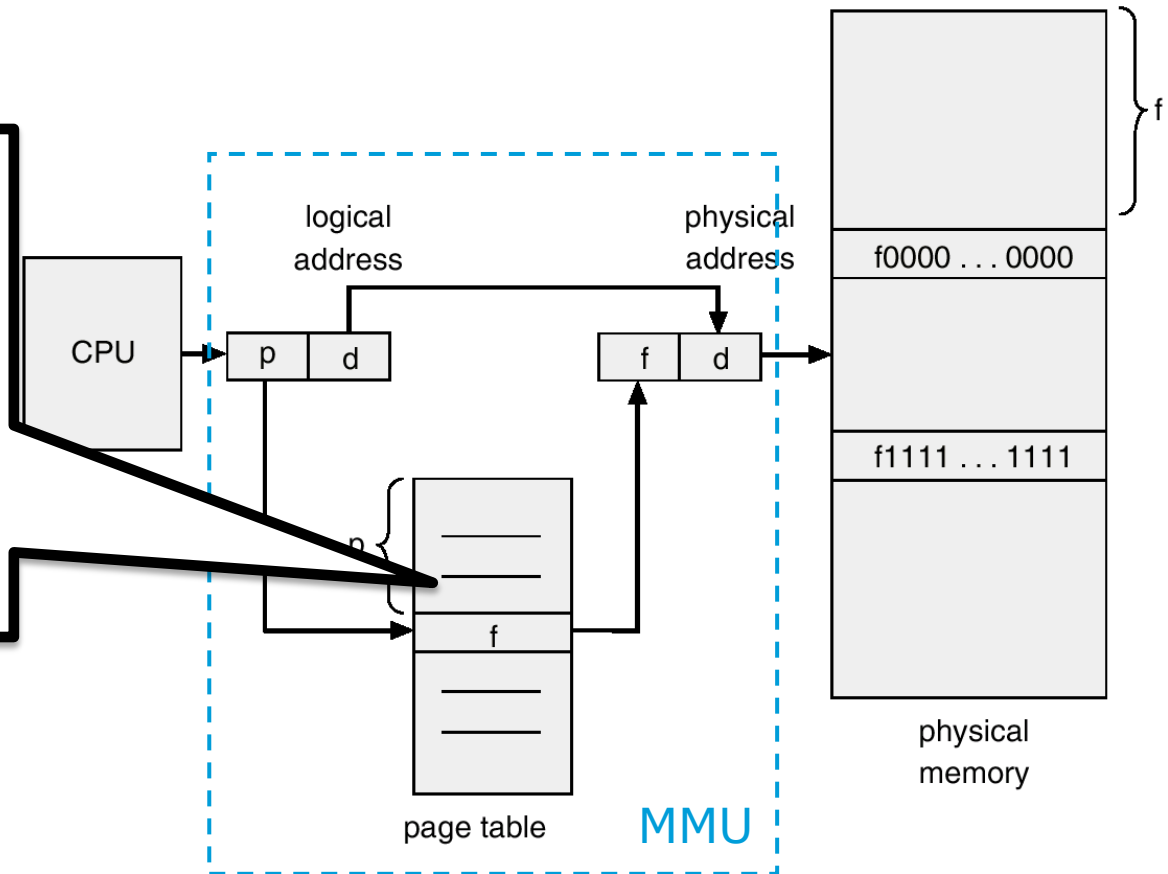 f
logical
address
physical
address
f0000 . . . 0000
CPU
p
d
f
d
f1111 . . . 1111
p
f
physical
memory
page table
MMU